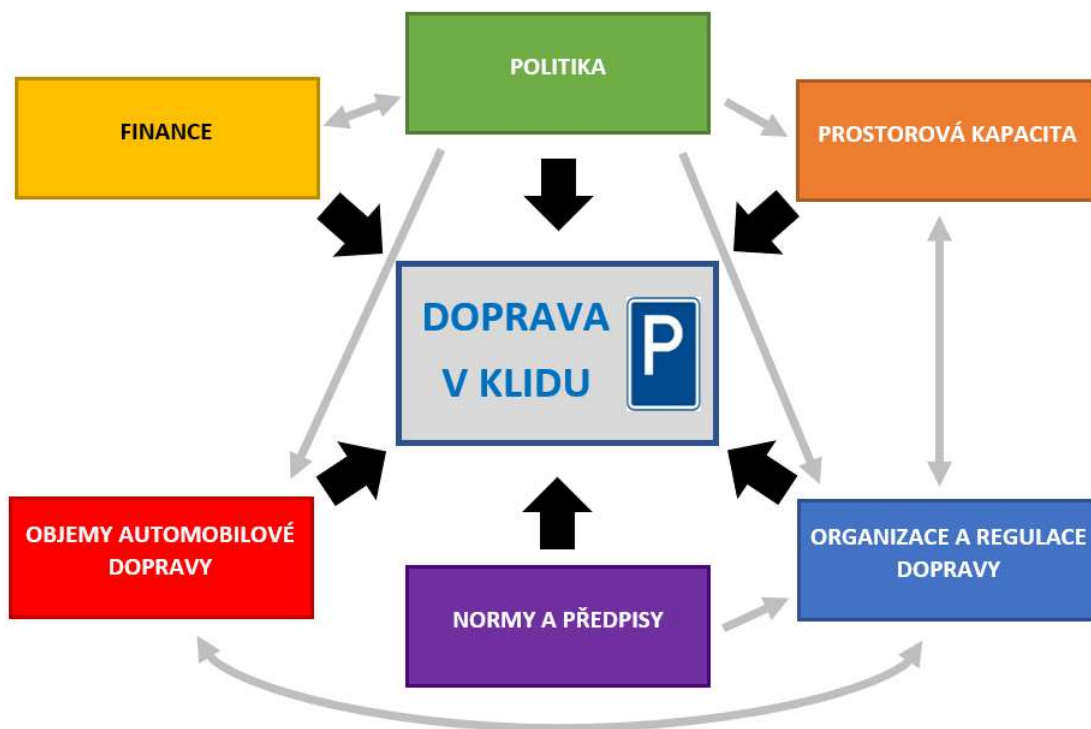 POLITIKA
FINANCE
PROSTOROVÁ KAPACITA
DOPRAVA
V KLIDU
P
OBJEMY AUTOMOBILOVÉ
DOPRAVY
ORGANIZACE A REGULACE
DOPRAVY
NORMY A PŘEDPISY